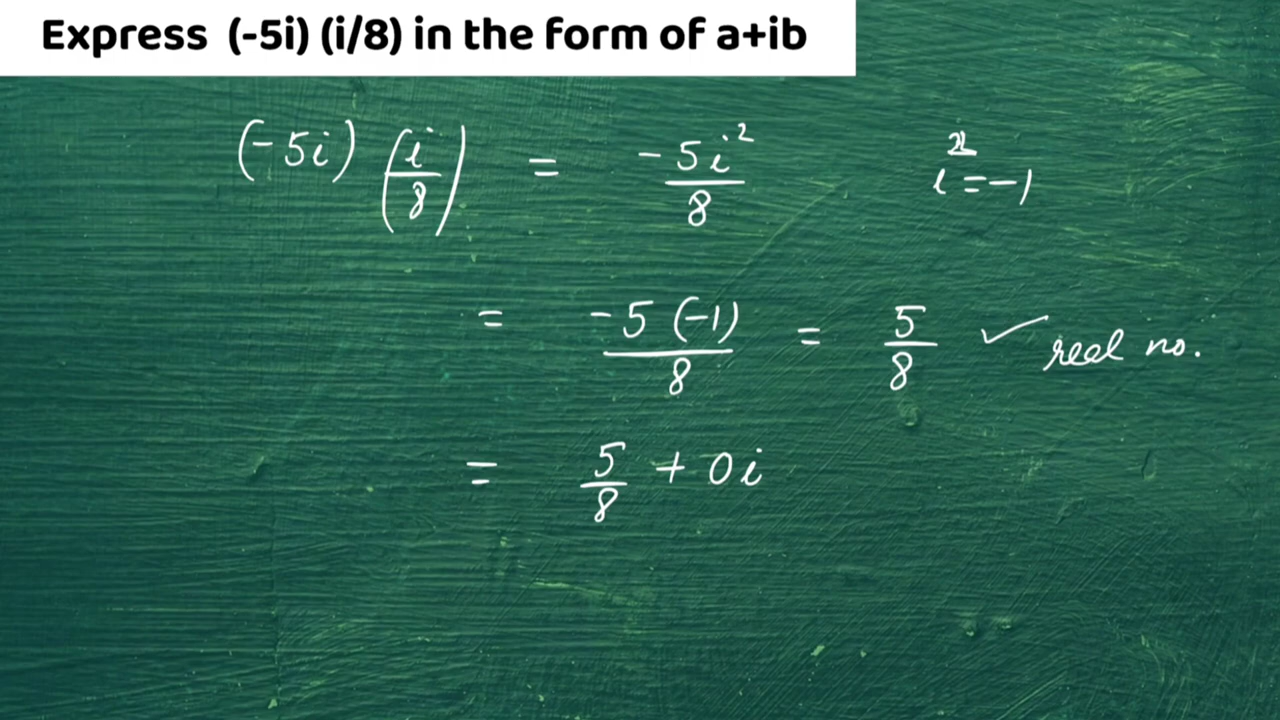 Express (-5i) (i/8) in the form of a+ib
(-5i) (i/8) = -5i²/8 i² = -1
= -5(-1)/8 = 5/8 ✓ real no.
= 5/8 + 0i